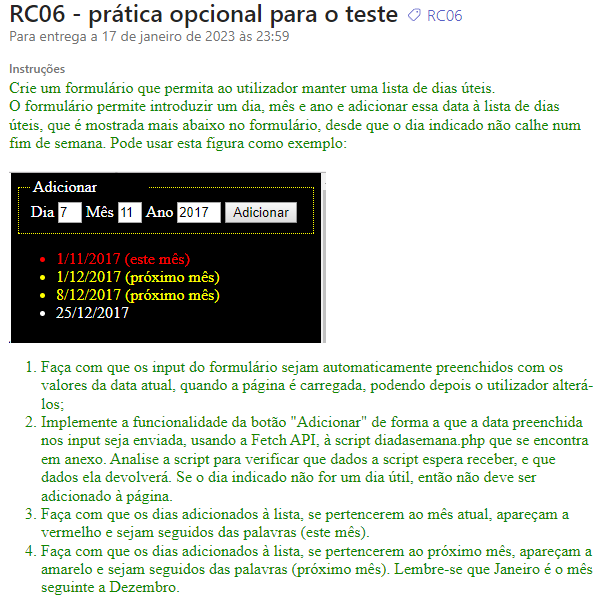 RC06 - prática opcional para o teste RC06
Para entrega a 17 de janeiro de 2023 às 23:59
Instruções
Crie um formulário que permita ao utilizador manter uma lista de dias úteis.
O formulário permite introduzir um dia, mês e ano e adicionar essa data à lista de dias
úteis, que é mostrada mais abaixo no formulário, desde que o dia indicado não calhe num
fim de semana. Pode usar esta figura como exemplo:
Adicionar
Dia 7 Mês 11 Ano 2017 Adicionar
• 1/11/2017 (este mês)
• 1/12/2017 (próximo mês)
• 8/12/2017 (próximo mês)
• 25/12/2017
1. Faça com que os input do formulário sejam automaticamente preenchidos com os
valores da data atual, quando a página é carregada, podendo depois o utilizador alterá-
los;
2. Implemente a funcionalidade da botão "Adicionar" de forma a que a data preenchida
nos input seja enviada, usando a Fetch API, à script diadasemana.php que se encontra
em anexo. Analise a script para verificar que dados a script espera receber, e que
dados ela devolverá. Se o dia indicado não for um dia útil, então não deve ser
adicionado à página.
3. Faça com que os dias adicionados à lista, se pertencerem ao mês atual, apareçam a
vermelho e sejam seguidos das palavras (este mês).
4. Faça com que os dias adicionados à lista, se pertencerem ao próximo mês, apareçam a
amarelo e sejam seguidos das palavras (próximo mês). Lembre-se que Janeiro é o mês
seguinte a Dezembro.